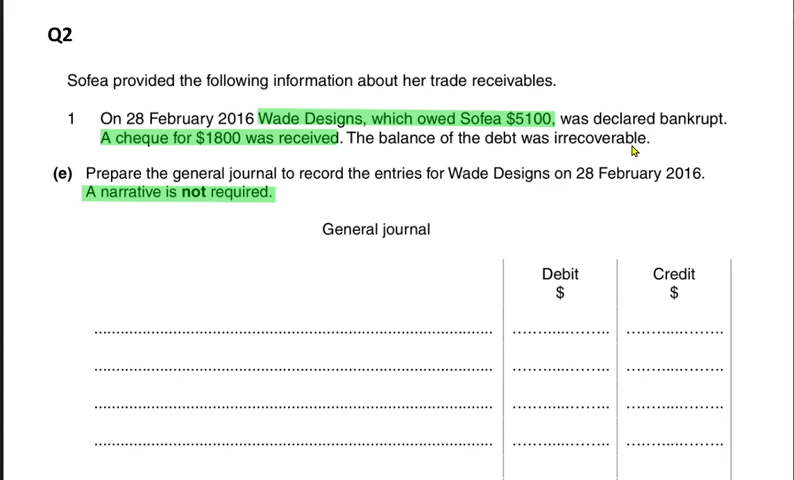 Q2
Sofea provided the following information about her trade receivables.
1 On 28 February 2016 Wade Designs, which owed Sofea $5100, was declared bankrupt.
A cheque for $1800 was received. The balance of the debt was irrecoverable.
(e) Prepare the general journal to record the entries for Wade Designs on 28 February 2016.
A narrative is not required.
General journal
Debit Credit
$ $